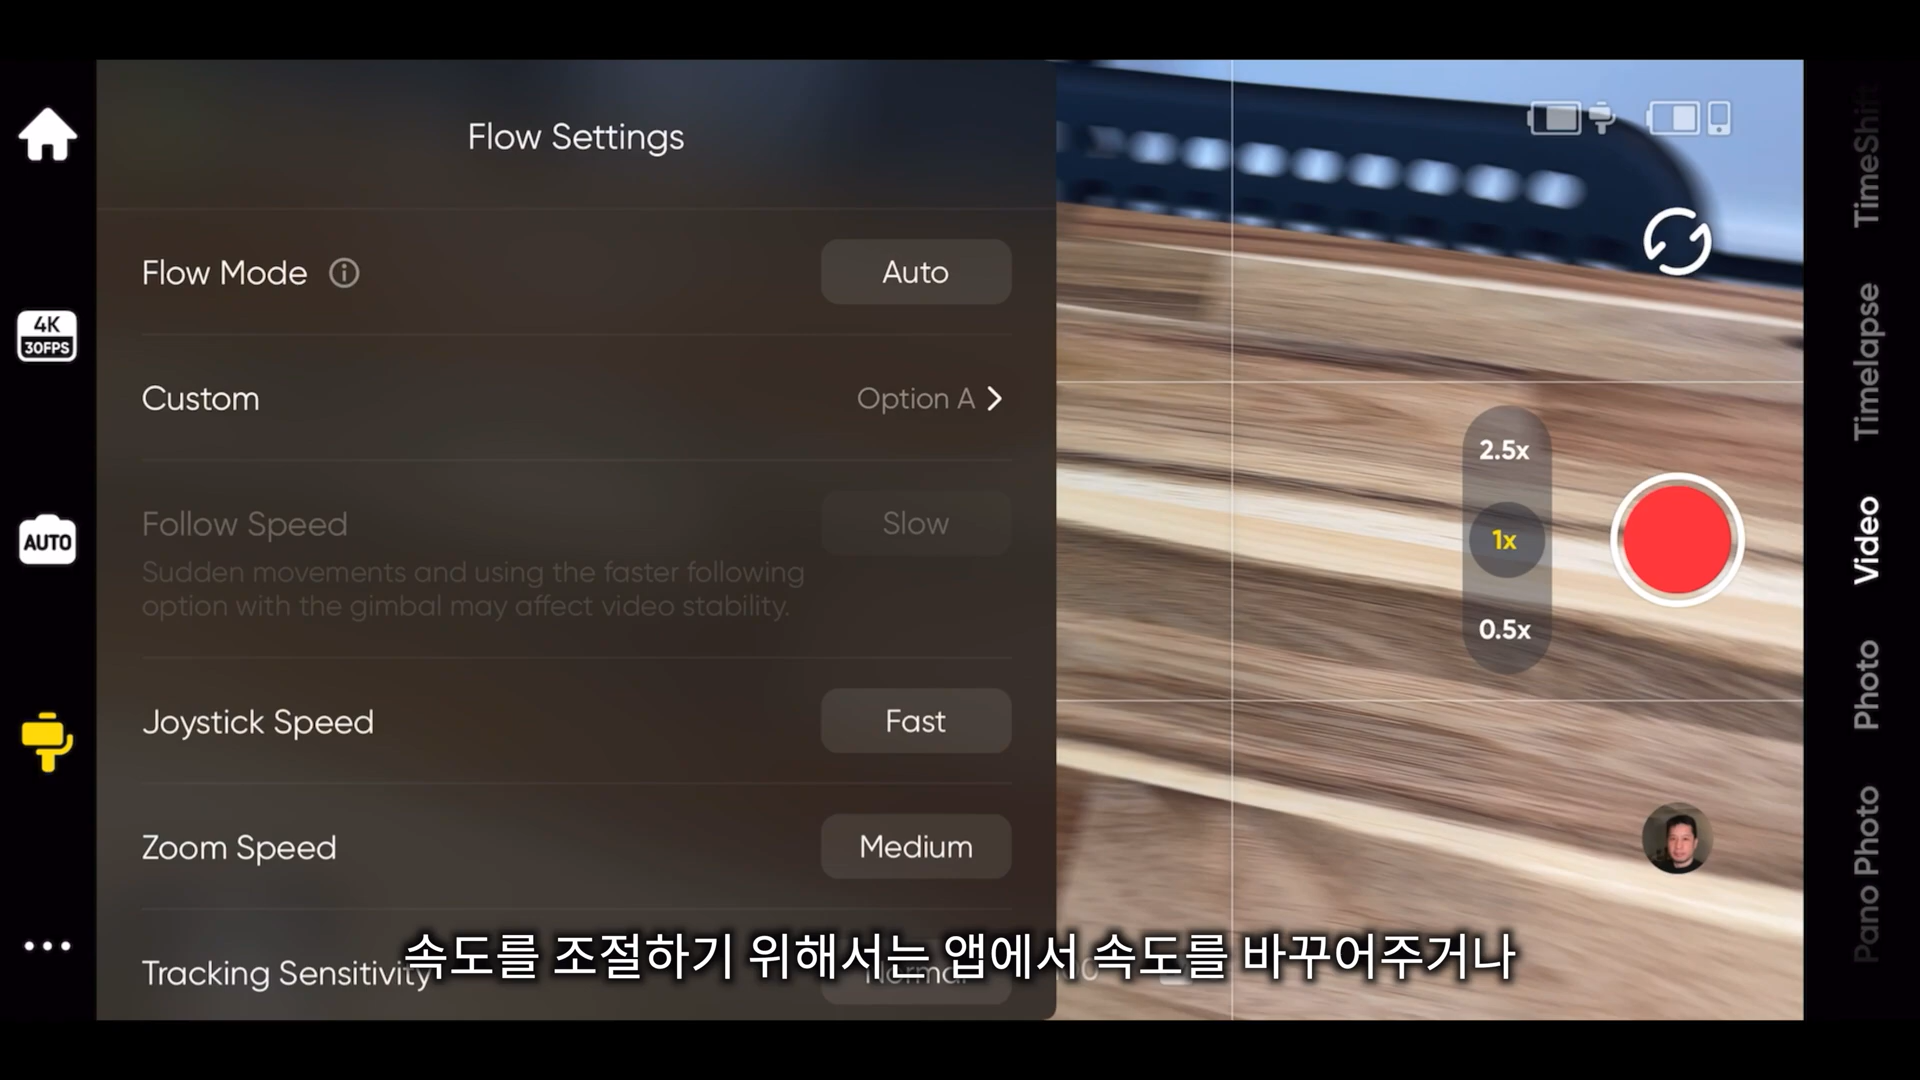 Flow Settings
Flow Mode
Auto
Custom
Option A
Follow Speed
Slow
Sudden movements and using the faster following
option with the gimbal may affect video stability.
Joystick Speed
Fast
Zoom Speed
Medium
Tracking Sensitivity
Normal
속도를 조절하기 위해서는 앱에서 속도를 바꾸어주거나
4K
30FPS
AUTO
2.5x
1x
0.5x
TimeShift
Timelapse
Video
Photo
Pano Photo